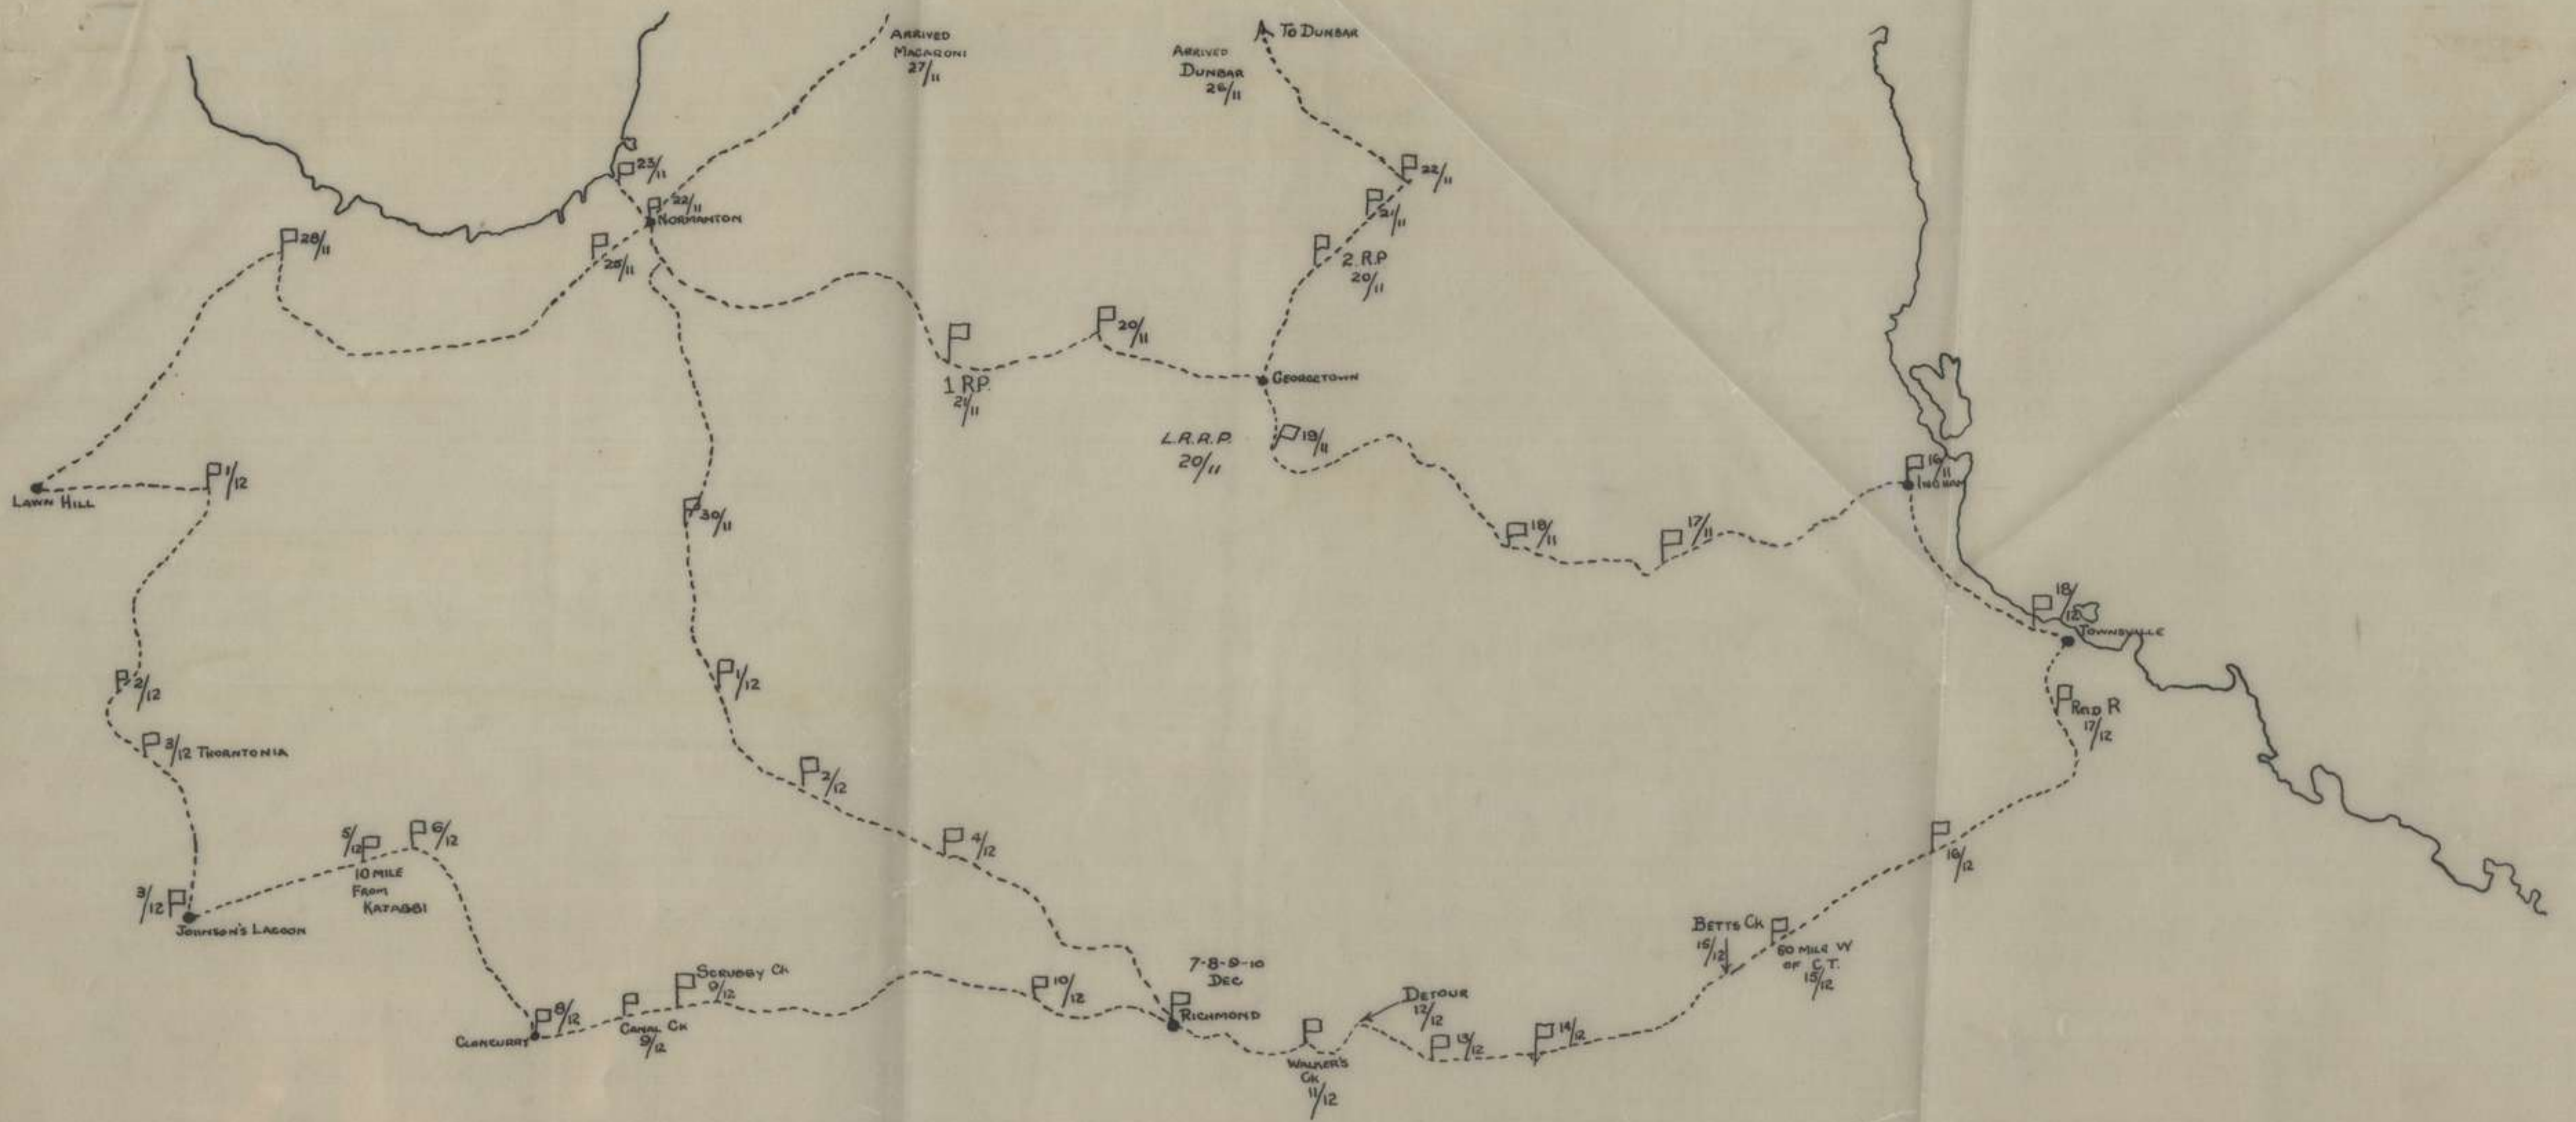 ARRIVED
MACARONI
27/11
TO DUNBAR
ARRIVED
DUNBAR
26/11
23/11
22/11
NORMANTON
25/11
28/11
22/11
21/11
2 R.P
20/11
20/11
1 R.P.
21/11
GEORGETOWN
L.R.R.P.
20/11
19/11
18/11
17/11
16/11
INGHAM
LAWN HILL
1/12
30/11
18/12
TOWNSVILLE
2/12
1/12
REID R
17/12
3/12 THORNTONIA
2/12
5/12
6/12
10 MILE
FROM
KATABBI
4/12
16/12
3/12
JOHNSON'S LAGOON
BETTS CK
15/12
50 MILE W
OF C.T.
15/12
SCRUBBY CK
9/12
8/12
CLONCURRY
CANAL CK
9/12
10/12
7-8-9-10
DEC
RICHMOND
DETOUR
12/12
13/12
14/12
WALKER'S
CK
11/12